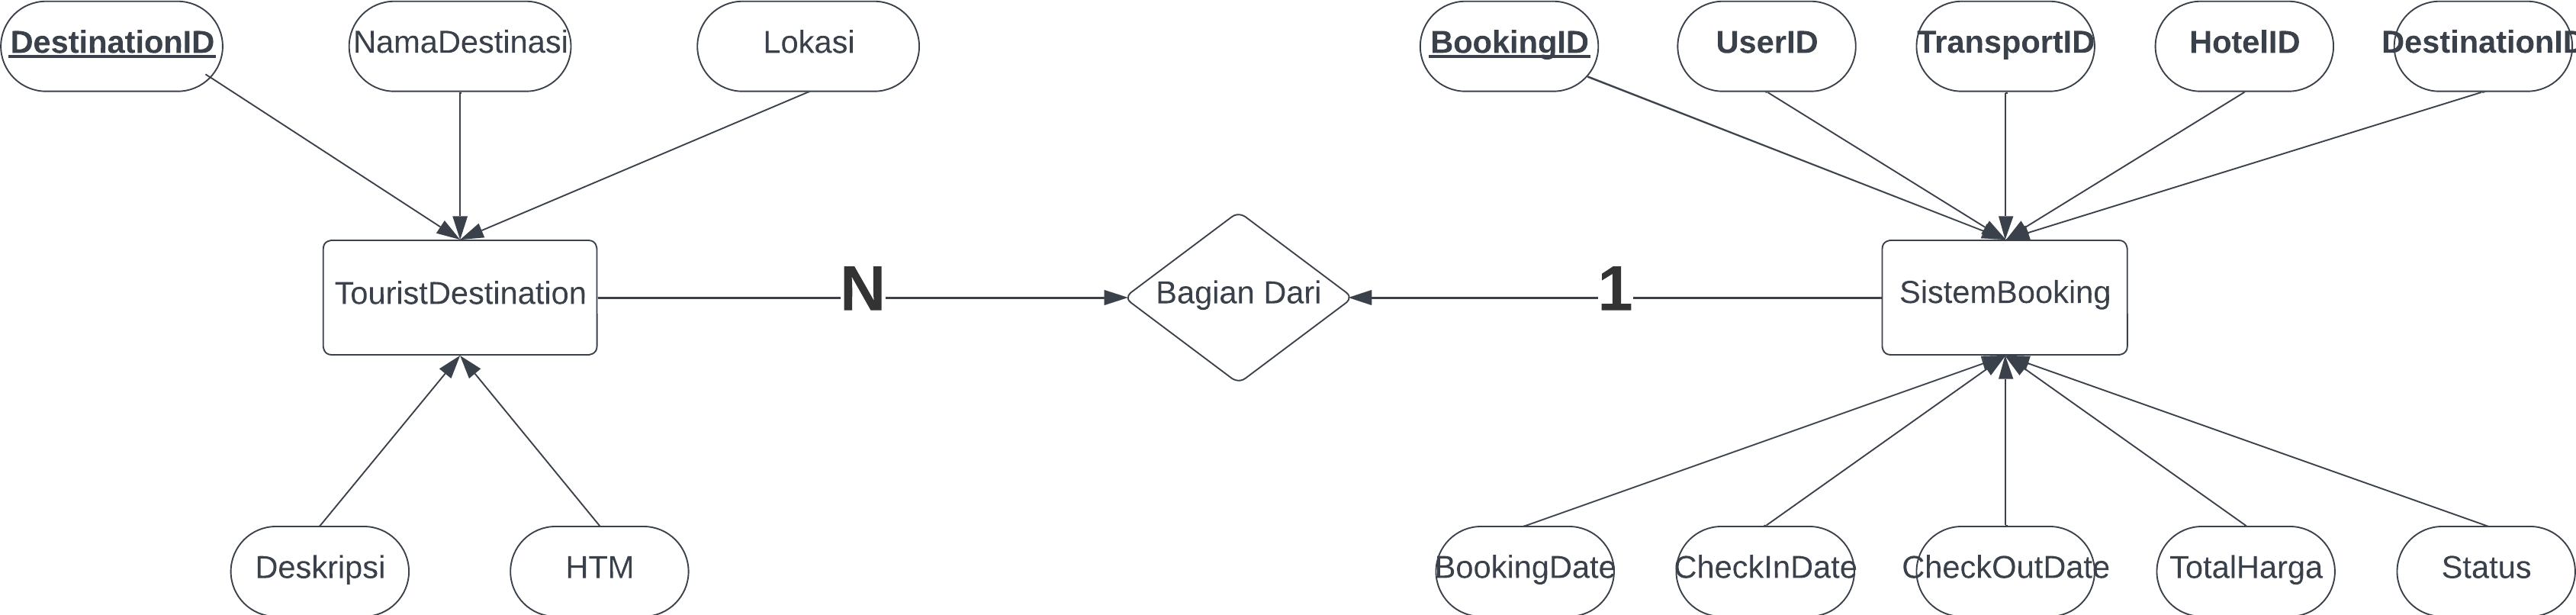 DestinationID
NamaDestinasi
Lokasi
BookingID
UserID
TransportID
HotelID
DestinationID
TouristDestination
N
Bagian Dari
1
SistemBooking
Deskripsi
HTM
BookingDate
CheckInDate
CheckOutDate
TotalHarga
Status